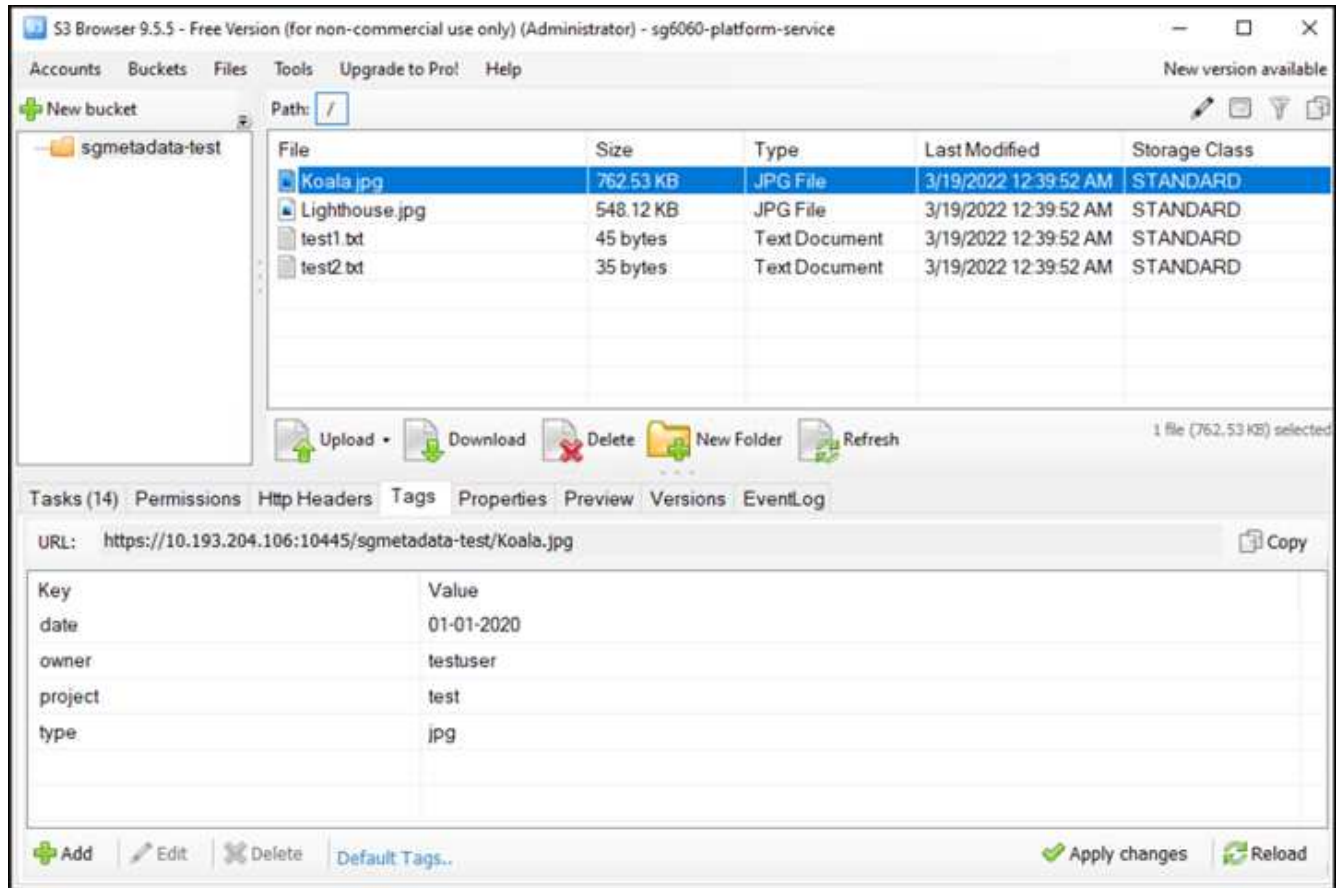 S3 Browser 9.5.5 - Free Version (for non-commercial use only) (Administrator) - sg6060-platform-service
Accounts Buckets Files Tools Upgrade to Pro! Help New version available
New bucket Path: /
sgmetadata-test
File Size Type Last Modified Storage Class
Koala.jpg 762.53 KB JPG File 3/19/2022 12:39:52 AM STANDARD
Lighthouse.jpg 548.12 KB JPG File 3/19/2022 12:39:52 AM STANDARD
test1.txt 45 bytes Text Document 3/19/2022 12:39:52 AM STANDARD
test2.txt 35 bytes Text Document 3/19/2022 12:39:52 AM STANDARD
Upload Download Delete New Folder Refresh 1 file (762.53 KB) selected
Tasks (14) Permissions Http Headers Tags Properties Preview Versions EventLog
URL: https://10.193.204.106:10445/sgmetadata-test/Koala.jpg Copy
Key Value
date 01-01-2020
owner testuser
project test
type jpg
Add Edit Delete Default Tags.. Apply changes Reload